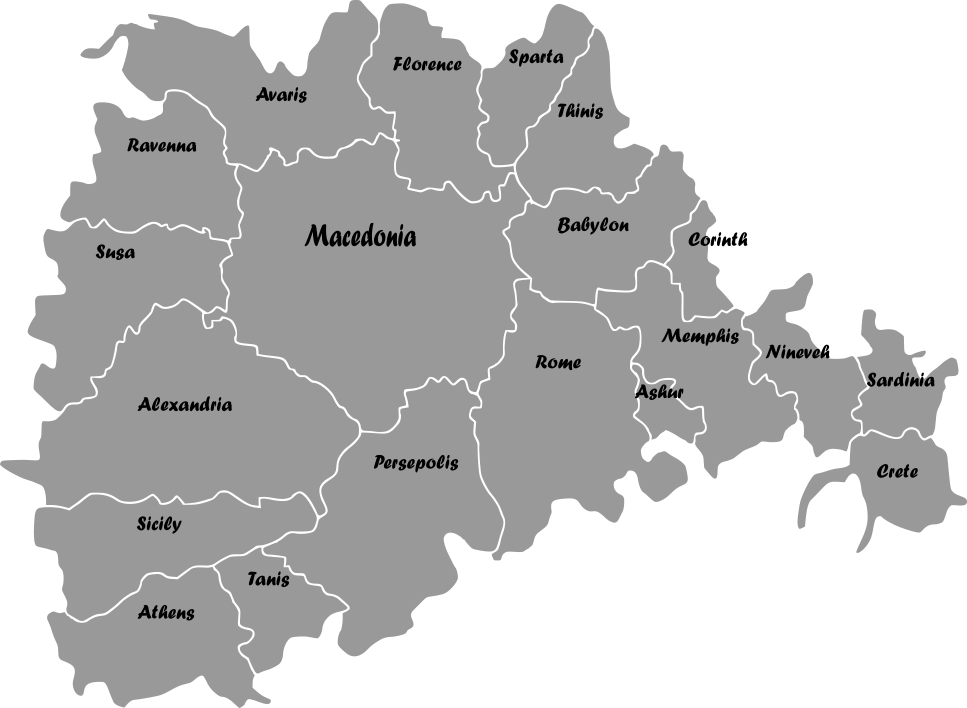 Sparta
Florence
Avaris
Thinis
Ravenna
Babylon
Macedonia
Corinth
Susa
Memphis
Nineveh
Rome
Sardinia
Ashur
Alexandria
Persepolis
Crete
Sicily
Tanis
Athens